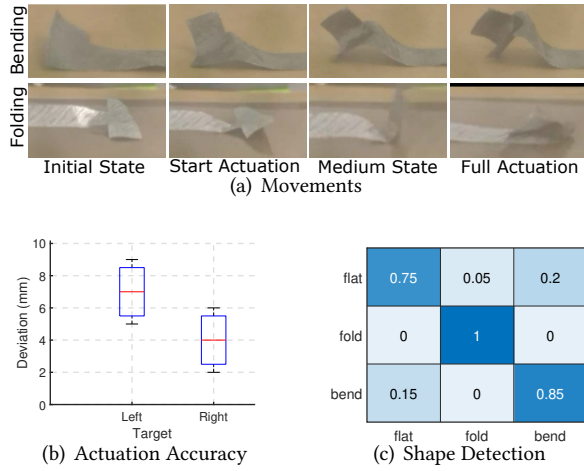 Bending
Folding
Initial State Start Actuation Medium State Full Actuation
(a) Movements
10
8
6
4
2
0
Deviation (mm)
Left Right
Target
(b) Actuation Accuracy
flat 0.75 0.05 0.2
fold 0 1 0
bend 0.15 0 0.85
flat fold bend
(c) Shape Detection